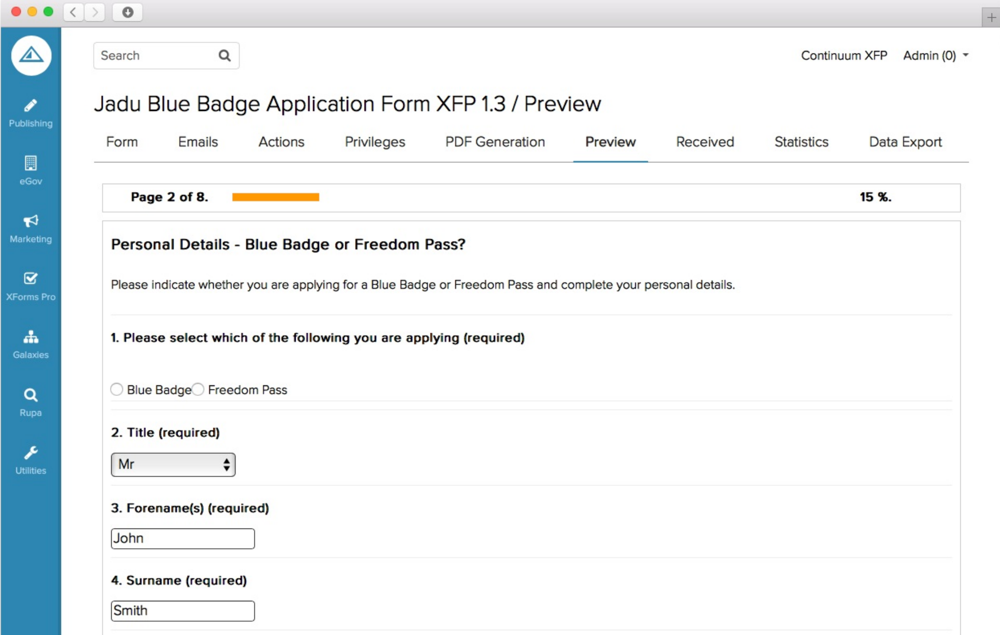 Search
Continuum XFP Admin (0)
Jadu Blue Badge Application Form XFP 1.3 / Preview
Form Emails Actions Privileges PDF Generation Preview Received Statistics Data Export
Publishing
eGov
Marketing
XForms Pro
Galaxies
Rupa
Utilities
Page 2 of 8. 15 %.
Personal Details - Blue Badge or Freedom Pass?
Please indicate whether you are applying for a Blue Badge or Freedom Pass and complete your personal details.
1. Please select which of the following you are applying (required)
Blue Badge Freedom Pass
2. Title (required)
Mr
3. Forename(s) (required)
John
4. Surname (required)
Smith